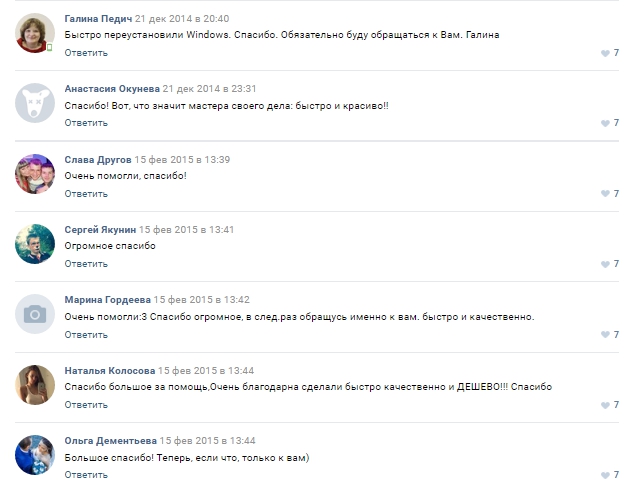 Галина Педич 21 дек 2014 в 20:40
Быстро переустановили Windows. Спасибо. Обязательно буду обращаться к Вам. Галина
Ответить 7
Анастасия Окунева 21 дек 2014 в 23:31
Спасибо! Вот, что значит мастера своего дела: быстро и красиво!!
Ответить 7
Слава Другов 15 фев 2015 в 13:39
Очень помогли, спасибо!
Ответить 7
Сергей Якунин 15 фев 2015 в 13:41
Огромное спасибо
Ответить 7
Марина Гордеева 15 фев 2015 в 13:42
Очень помогли:3 Спасибо огромное, в след.раз обращусь именно к вам. быстро и качественно.
Ответить 7
Наталья Колосова 15 фев 2015 в 13:44
Спасибо большое за помощь,Очень благодарна сделали быстро качественно и ДЕШЕВО!!! Спасибо
Ответить 7
Ольга Дементьева 15 фев 2015 в 13:44
Большое спасибо! Теперь, если что, только к вам)
Ответить 7